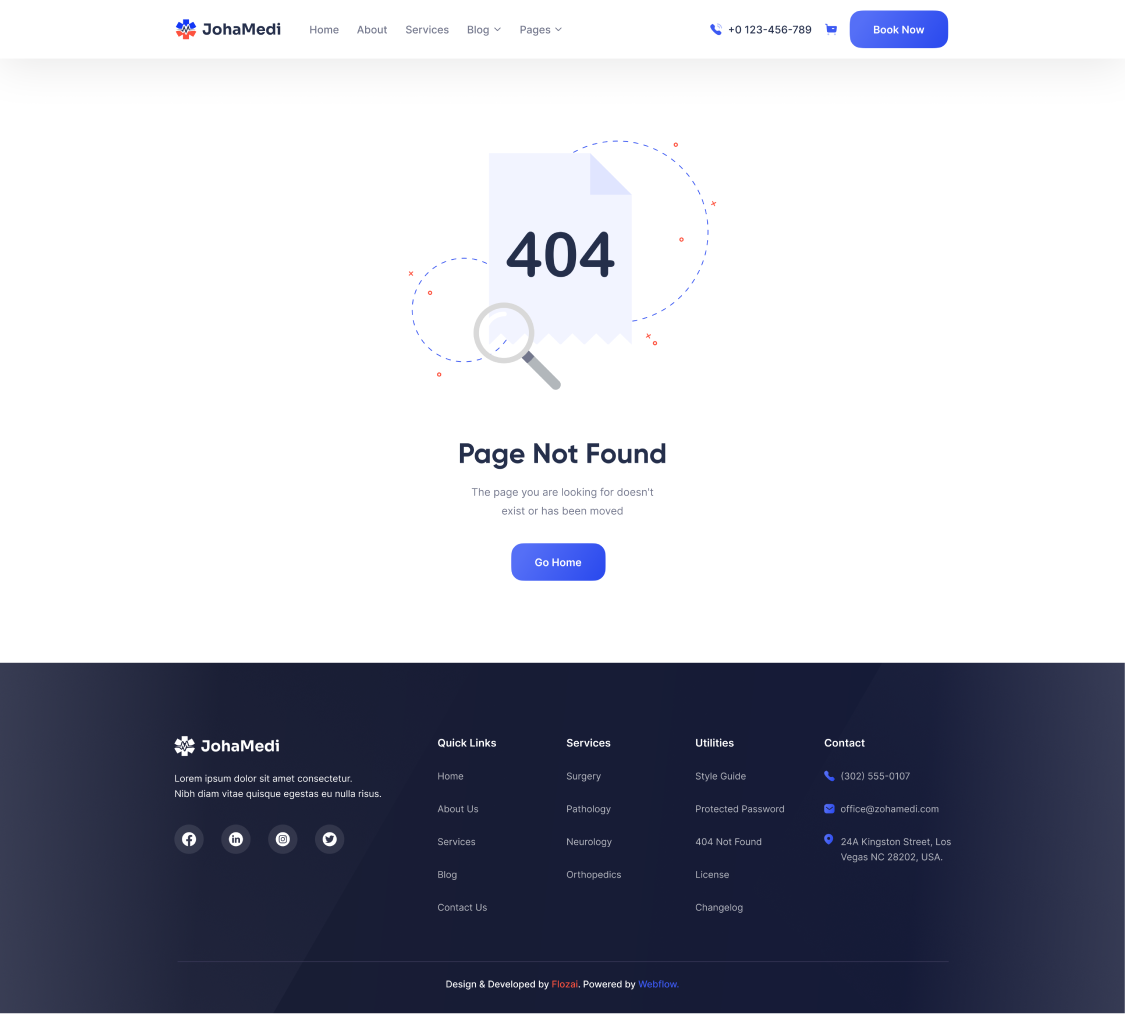 JohaMedi Home About Services Blog Pages +0 123-456-789 Book Now
404
Page Not Found
The page you are looking for doesn't
exist or has been moved
Go Home
JohaMedi
Lorem ipsum dolor sit amet consectetur.
Nibh diam vitae quisque egestas eu nulla risus.
Quick Links
Home
About Us
Services
Blog
Contact Us
Services
Surgery
Pathology
Neurology
Orthopedics
Utilities
Style Guide
Protected Password
404 Not Found
License
Changelog
Contact
(302) 555-0107
office@zohamedi.com
24A Kingston Street, Los
Vegas NC 28202, USA.
Design & Developed by Flozai. Powered by Webflow.